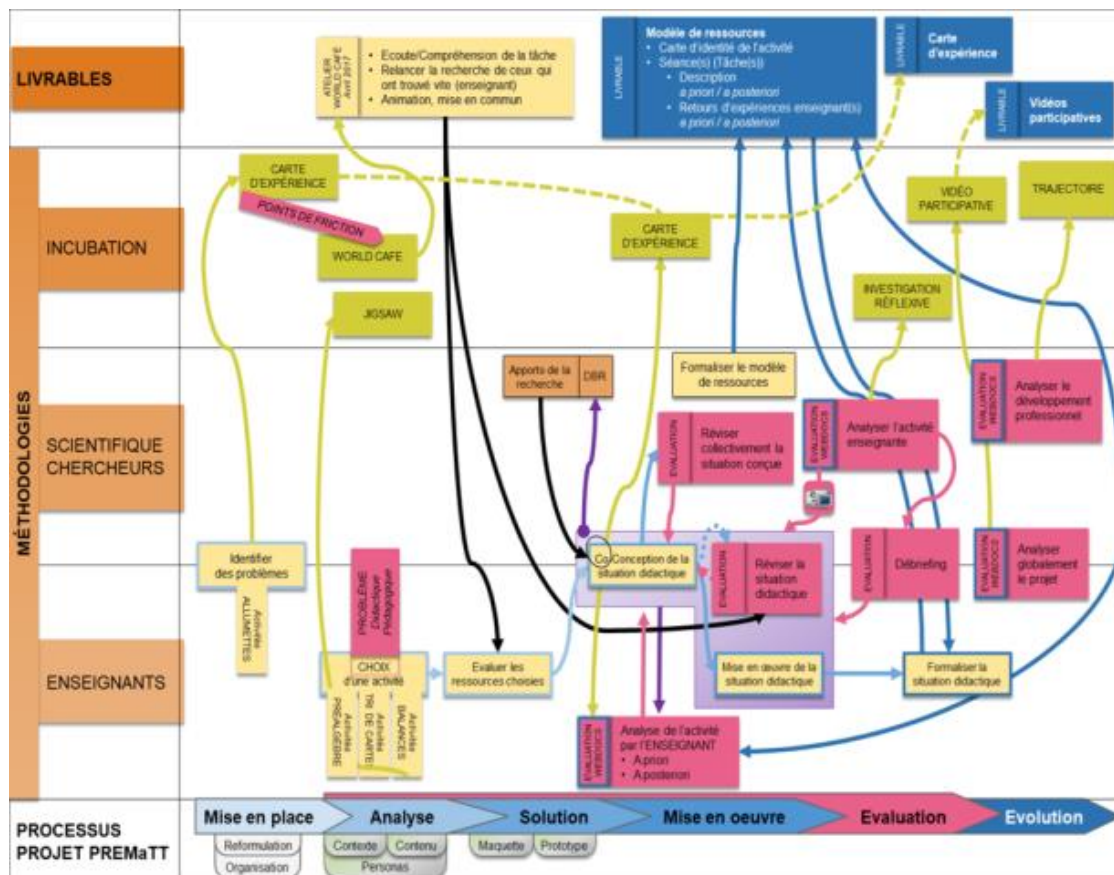 LIVRABLES
ATELIER
WORLD CAFE
Avril 2017
• Ecoute/Compréhension de la tâche
• Relancer la recherche de ceux qui
ont trouvé vite (enseignant)
• Animation, mise en commun
LIVRABLE
Modèle de ressources
• Carte d'identité de l'activité
• Séance(s) (Tâche(s))
• Description
a priori / a posteriori
• Retours d'expériences enseignant(s)
a priori / a posteriori
LIVRABLE
Carte
d'expérience
LIVRABLE
Vidéos
participatives
MÉTHODOLOGIES
INCUBATION
CARTE
D'EXPÉRIENCE
POINTS DE FRICTION
WORLD CAFE
JIGSAW
CARTE
D'EXPÉRIENCE
VIDÉO
PARTICIPATIVE
TRAJECTOIRE
INVESTIGATION
RÉFLEXIVE
SCIENTIFIQUE
CHERCHEURS
Apports de la
recherche
DBR
Formaliser le modèle
de ressources
EVALUATION
Réviser
collectivement la
situation conçue
EVALUATION
WEBDOCS
Analyser l'activité
enseignante
EVALUATION
WEBDOCS
Analyser le
développement
professionnel
Identifier
des problèmes
Activités
ALLUMETTES
PROBLÈME
Didactique
Pédagogique
Co-Conception de la
situation didactique
EVALUATION
Réviser la
situation didactique
EVALUATION
Débriefing
EVALUATION
WEBDOCS
Analyser
globalement
le projet
ENSEIGNANTS
CHOIX
d'une activité
Activités
PRÉALGÈBRE
Activités
TRI DE CARTE
Activités
BALANCES
Evaluer les
ressources choisies
Mise en œuvre de la
situation didactique
Formaliser la
situation didactique
EVALUATION
WEBDOCS
Analyse de l'activité
par l'ENSEIGNANT
• A priori
• A posteriori
PROCESSUS
PROJET PREMaTT
Mise en place
Analyse
Solution
Mise en oeuvre
Evaluation
Evolution
Reformulation
Organisation
Contexte
Contenu
Personas
Maquette
Prototype